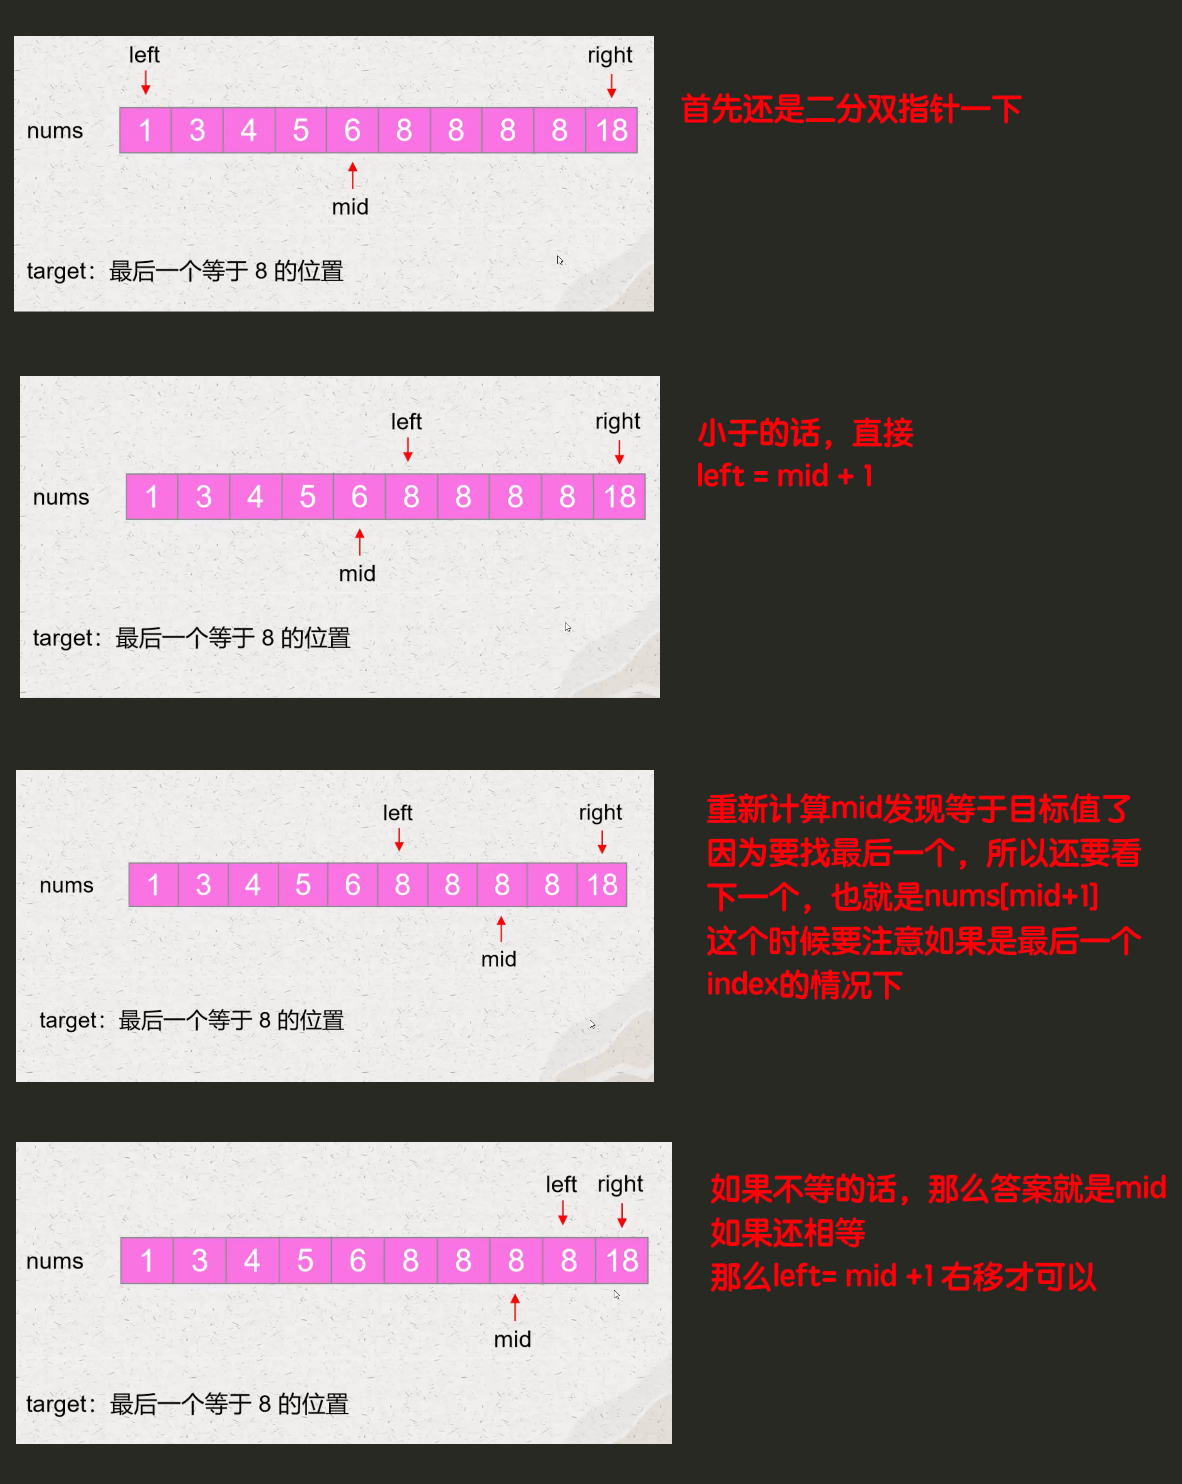 left right
首先还是二分双指针一下
nums 1 3 4 5 6 8 8 8 8 18
mid
target：最后一个等于 8 的位置
left right
小于的话，直接
left = mid + 1
nums 1 3 4 5 6 8 8 8 8 18
mid
target：最后一个等于 8 的位置
left right
重新计算mid发现等于目标值了
因为要找最后一个，所以还要看
下一个，也就是nums[mid+1]
这个时候要注意如果是最后一个
index的情况下
nums 1 3 4 5 6 8 8 8 8 18
mid
target：最后一个等于 8 的位置
left right
如果不等的话，那么答案就是mid
如果还相等
那么left= mid +1 右移才可以
nums 1 3 4 5 6 8 8 8 8 18
mid
target：最后一个等于 8 的位置